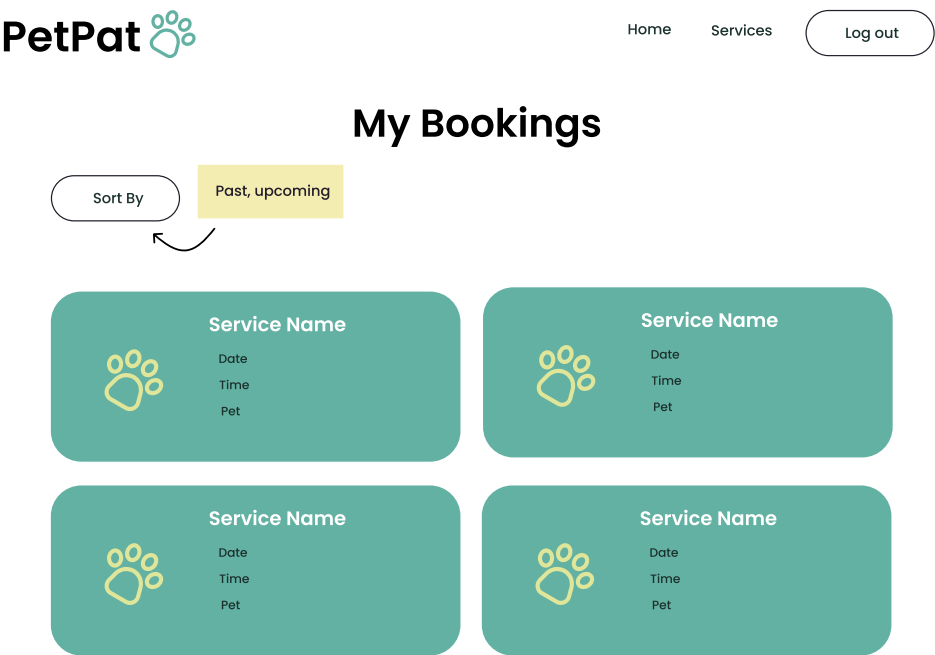 PetPat
Home
Services
Log out
My Bookings
Sort By
Past, upcoming
Service Name
Date
Time
Pet
Service Name
Date
Time
Pet
Service Name
Date
Time
Pet
Service Name
Date
Time
Pet